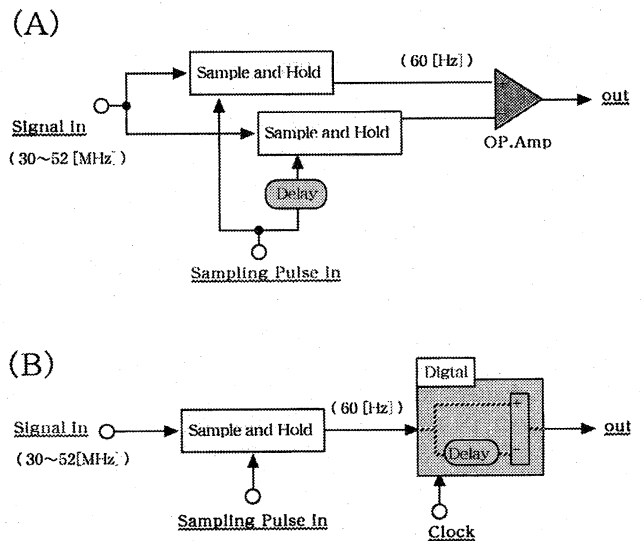 (A)
Sample and Hold
(60 [Hz])
out
Signal in
(30~52 [MHz])
Sample and Hold
OP.Amp
Delay
Sampling Pulse In
(B)
Digtal
Signal In
(60 [Hz])
+
out
Sample and Hold
(30~52[MHz])
Delay
−
Sampling Pulse In
Clock